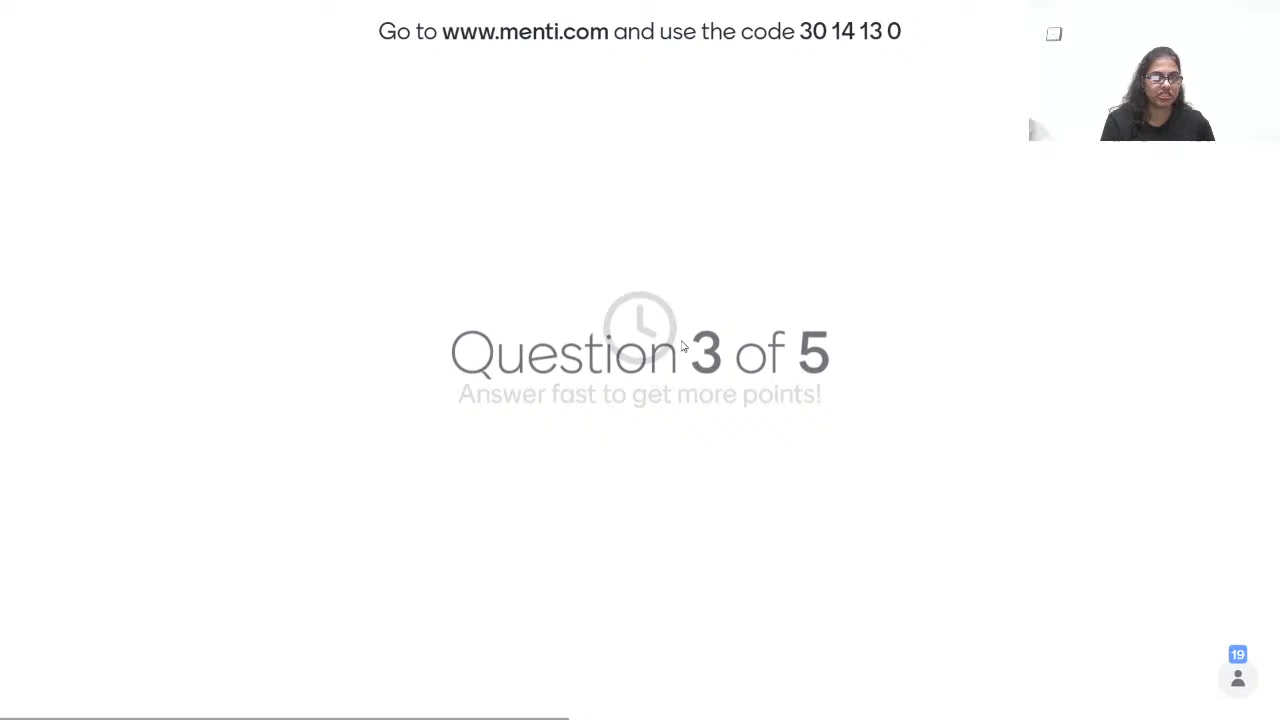 Go to www.menti.com and use the code 30 14 13 0
Question 3 of 5
Answer fast to get more points!
19